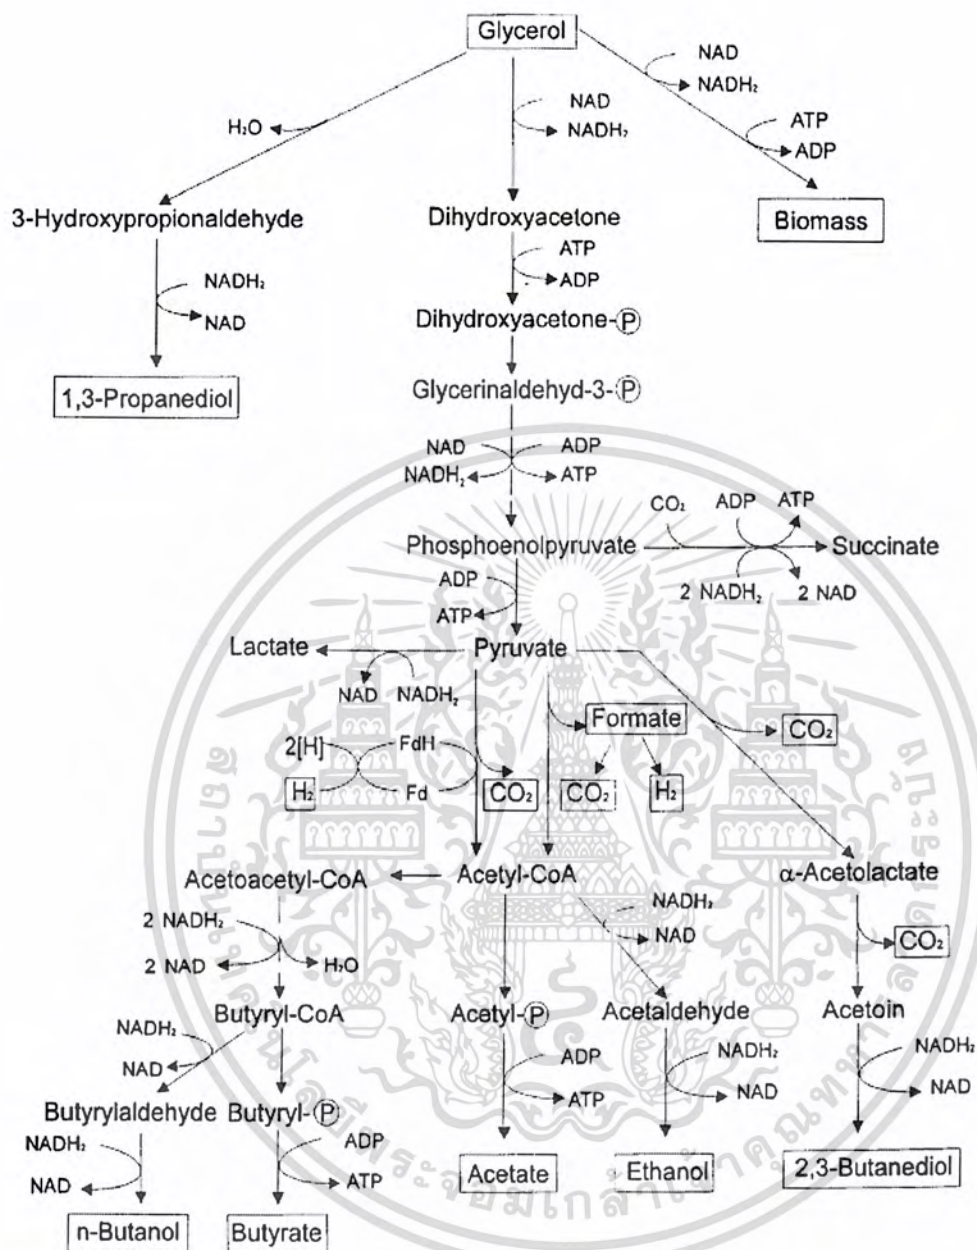 Glycerol
NAD
NADH₂
ATP
ADP
Biomass
NAD
NADH₂
H₂O
3-Hydroxypropionaldehyde
NADH₂
NAD
1,3-Propanediol
Dihydroxyacetone
ATP
ADP
Dihydroxyacetone-Ⓟ
Glycerinaldehyd-3-Ⓟ
NAD ADP
NADH₂ ATP
Phosphoenolpyruvate
CO₂ ADP ATP
Succinate
2 NADH₂ 2 NAD
ADP
ATP
Lactate
Pyruvate
NAD NADH₂
Formate
CO₂
2[H] FdH
H₂ Fd
CO₂
CO₂
H₂
Acetoacetyl-CoA
Acetyl-CoA
α-Acetolactate
2 NADH₂
2 NAD
H₂O
NADH₂
NAD
CO₂
Butyryl-CoA
Acetyl-Ⓟ
Acetaldehyde
Acetoin
NADH₂
NAD
ADP
ATP
NADH₂
NAD
NADH₂
NAD
Butyrylaldehyde
Butyryl-Ⓟ
NADH₂
NAD
ADP
ATP
Acetate
Ethanol
2,3-Butanediol
n-Butanol
Butyrate